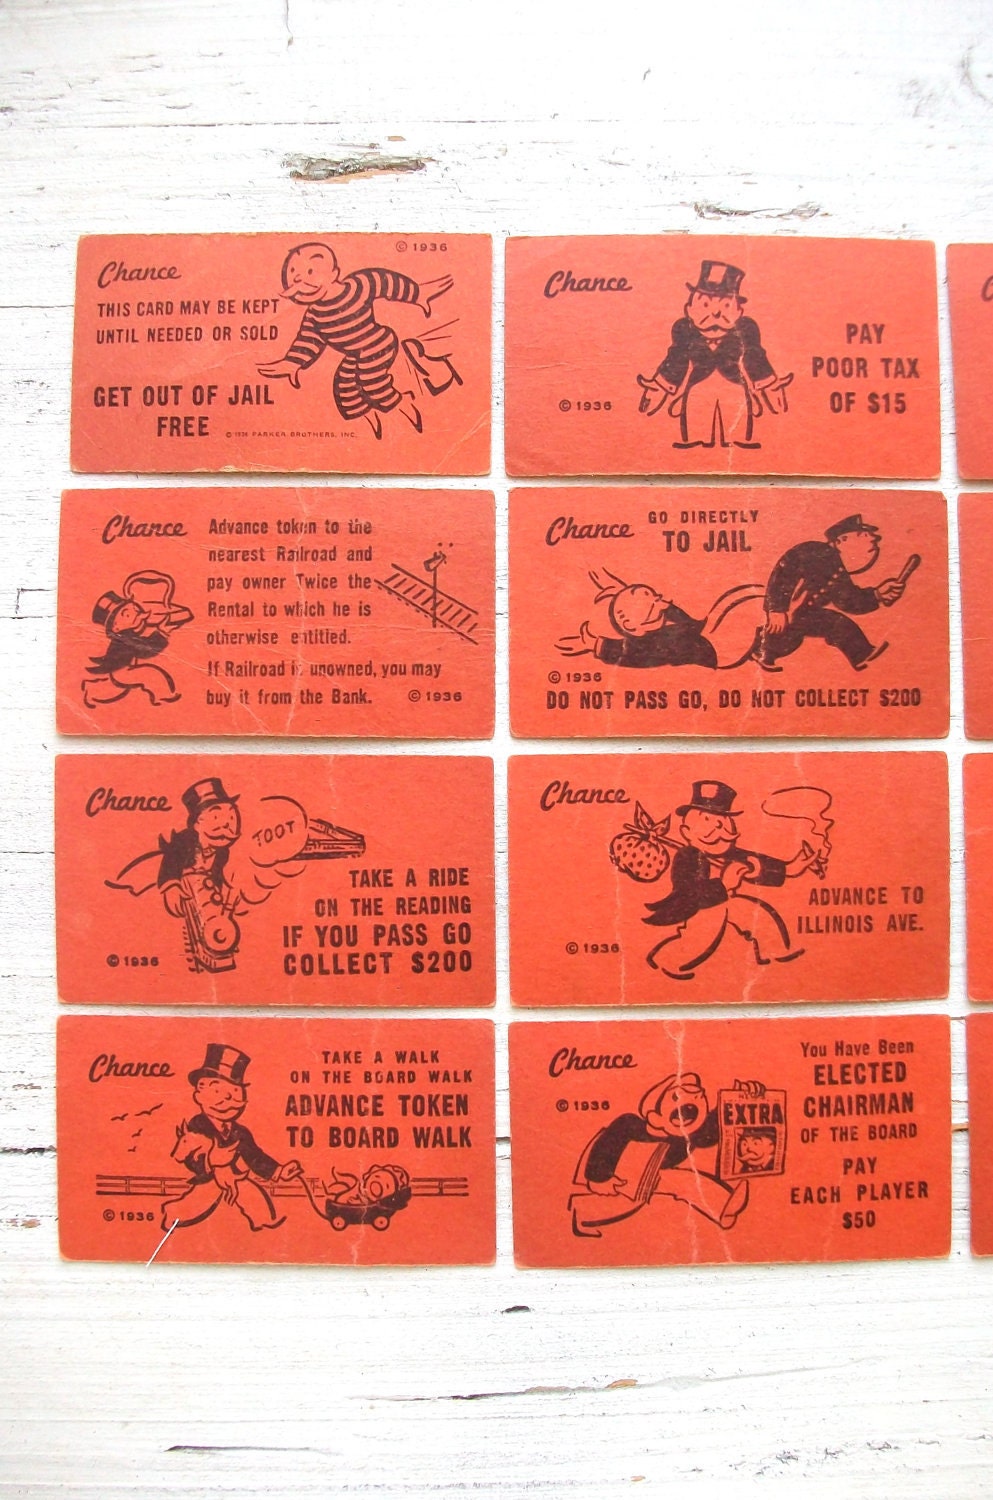 Chance
© 1936
THIS CARD MAY BE KEPT
UNTIL NEEDED OR SOLD
GET OUT OF JAIL
FREE
© 1936 PARKER BROTHERS, INC.
Chance
PAY
POOR TAX
OF $15
© 1936
Chance
Advance token to the
nearest Railroad and
pay owner Twice the
Rental to which he is
otherwise entitled.
If Railroad is unowned, you may
buy it from the Bank.
© 1936
Chance
GO DIRECTLY
TO JAIL
© 1936
DO NOT PASS GO, DO NOT COLLECT $200
Chance
TOOT
TAKE A RIDE
ON THE READING
IF YOU PASS GO
COLLECT $200
© 1936
Chance
ADVANCE TO
ILLINOIS AVE.
© 1936
Chance
TAKE A WALK
ON THE BOARD WALK
ADVANCE TOKEN
TO BOARD WALK
© 1936
Chance
© 1936
EXTRA
You Have Been
ELECTED
CHAIRMAN
OF THE BOARD
PAY
EACH PLAYER
$50